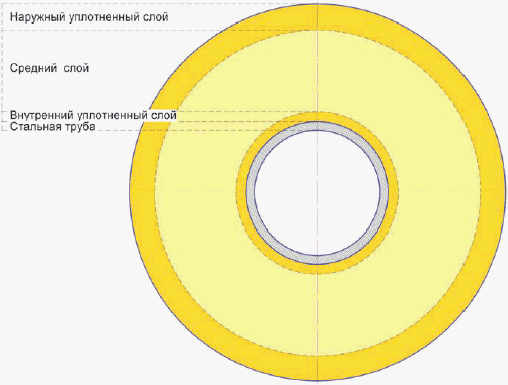 Наружный уплотненный слой
Средний слой
Внутренний уплотненный слой
Стальная труба